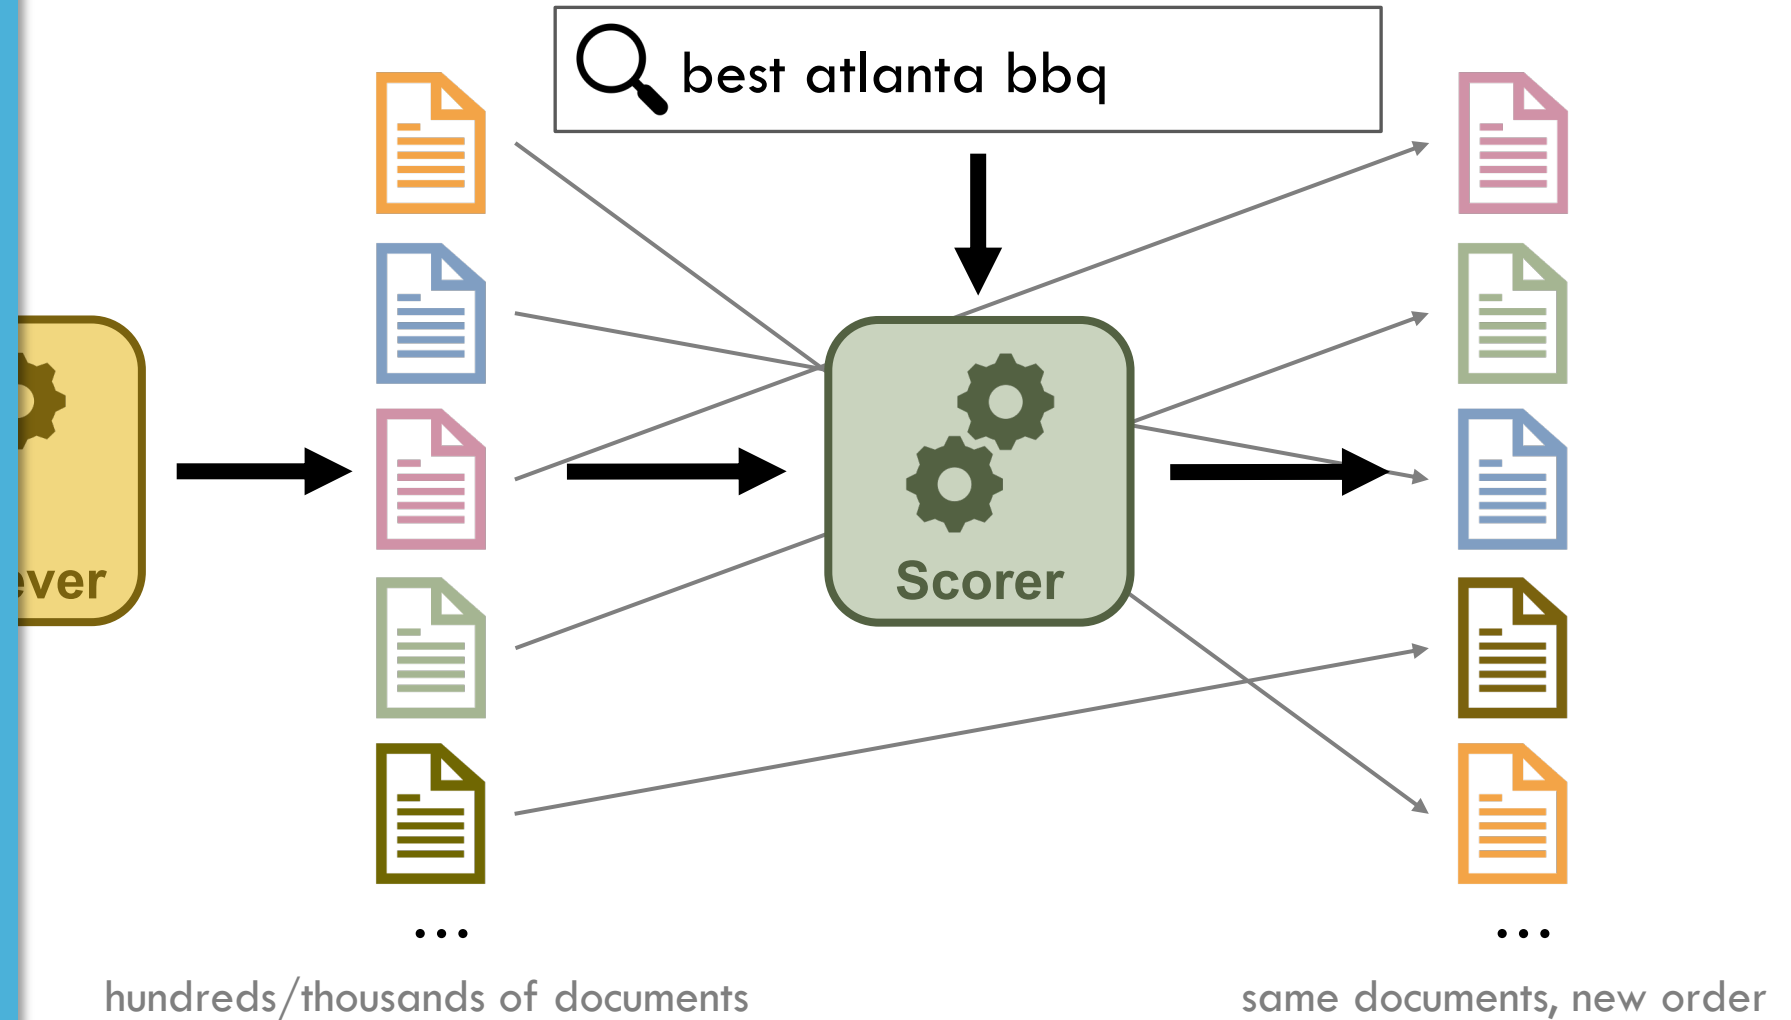 best atlanta bbq
ever
Scorer
...
...
hundreds/thousands of documents
same documents, new order